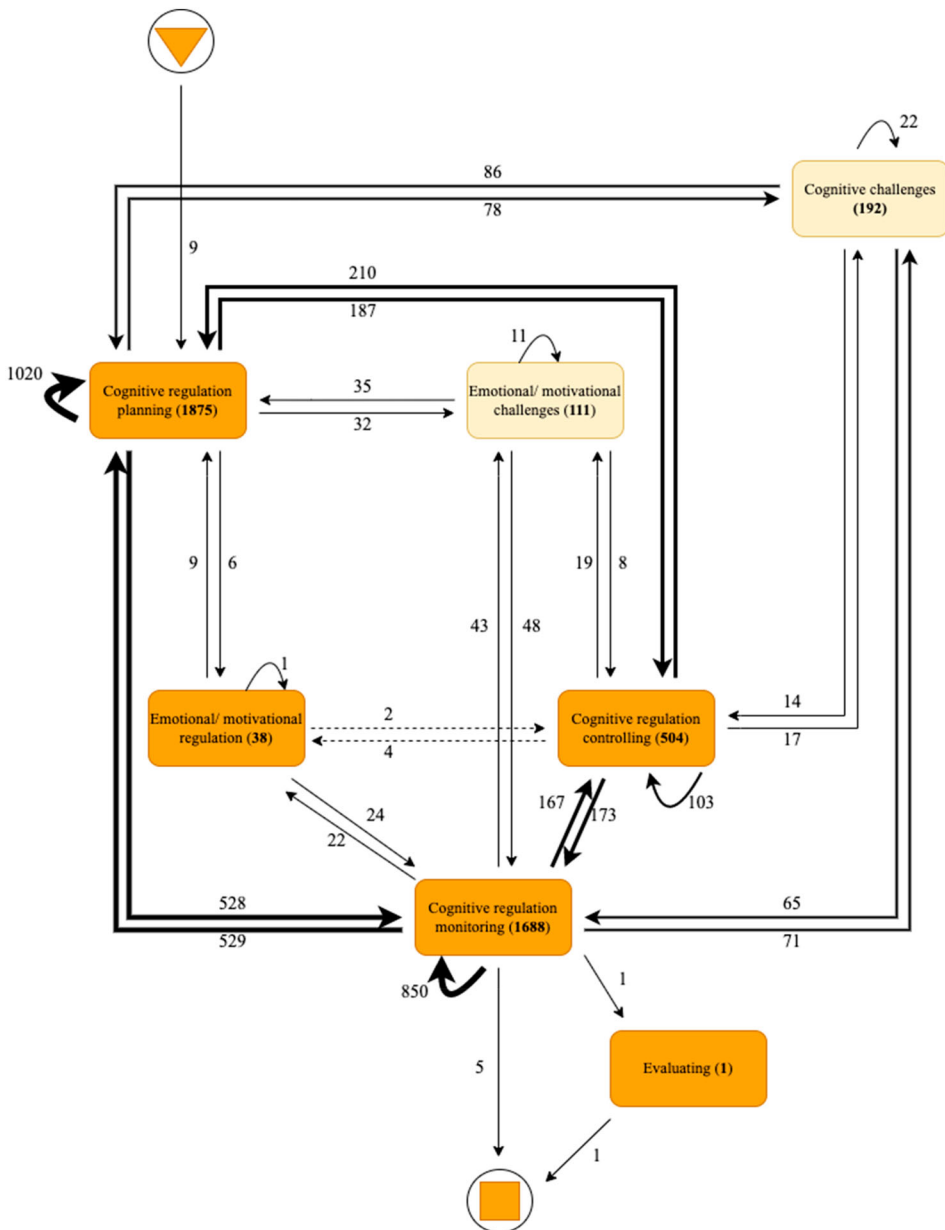 22
86
Cognitive challenges
(192)
78
9
210
187
11
1020
Cognitive regulation
planning (1875)
35
Emotional/ motivational
challenges (111)
32
9
6
19
8
43
48
1
Emotional/ motivational
regulation (38)
2
4
Cognitive regulation
controlling (504)
14
17
103
167
173
24
22
528
529
Cognitive regulation
monitoring (1688)
65
71
850
1
5
Evaluating (1)
1